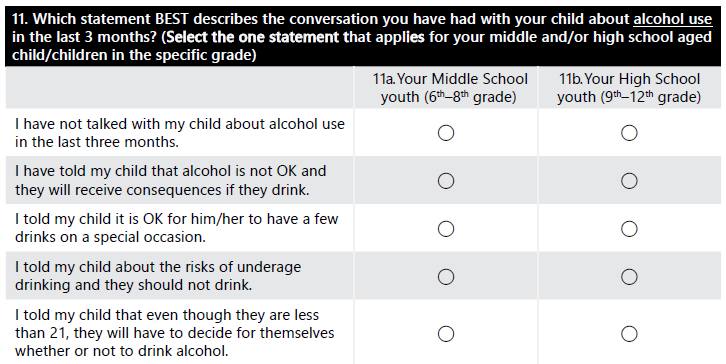 11. Which statement BEST describes the conversation you have had with your child about alcohol use
in the last 3 months? (Select the one statement that applies for your middle and/or high school aged
child/children in the specific grade)
11a. Your Middle School
youth (6th–8th grade)
11b. Your High School
youth (9th–12th grade)
I have not talked with my child about alcohol use
in the last three months.
I have told my child that alcohol is not OK and
they will receive consequences if they drink.
I told my child it is OK for him/her to have a few
drinks on a special occasion.
I told my child about the risks of underage
drinking and they should not drink.
I told my child that even though they are less
than 21, they will have to decide for themselves
whether or not to drink alcohol.